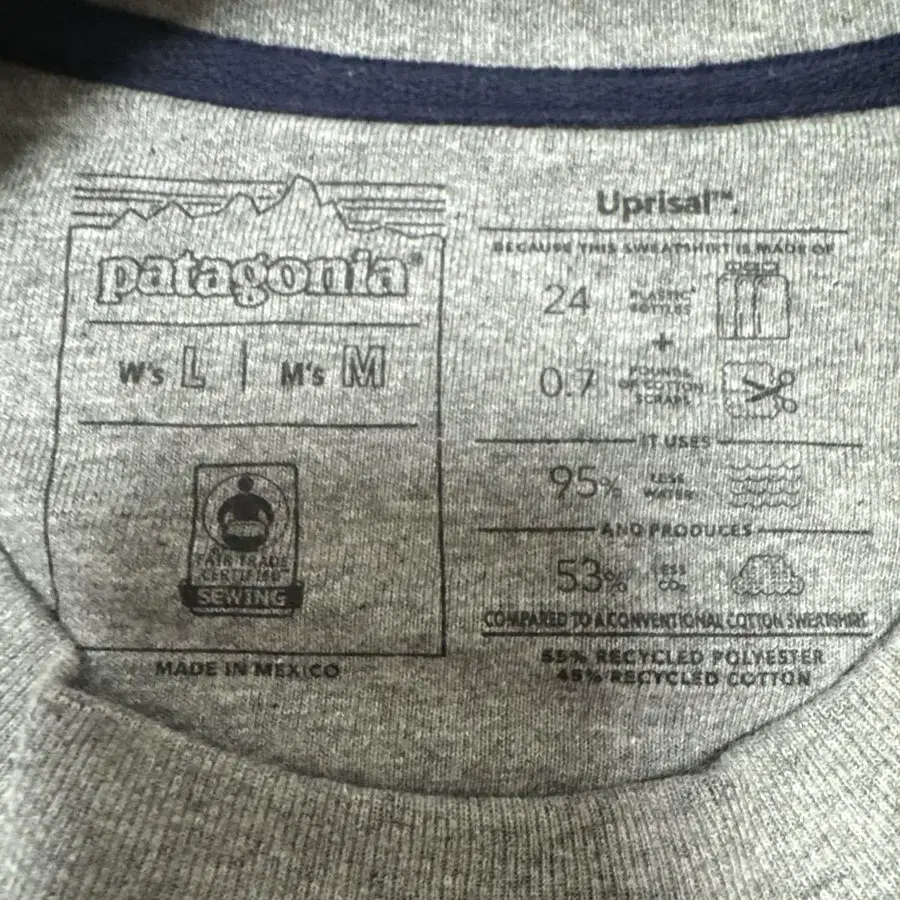 patagonia®
W's L | M's M
FAIR TRADE
CERTIFIED
SEWING
MADE IN MEXICO
Uprisal™.
BECAUSE THIS SWEATSHIRT IS MADE OF
24 PLASTIC
BOTTLES
+
0.7 POUNDS
OF COTTON
SCRAPS
IT USES
95% LESS
WATER
AND PRODUCES
53% LESS
CO₂
COMPARED TO A CONVENTIONAL COTTON SWEATSHIRT
55% RECYCLED POLYESTER
45% RECYCLED COTTON